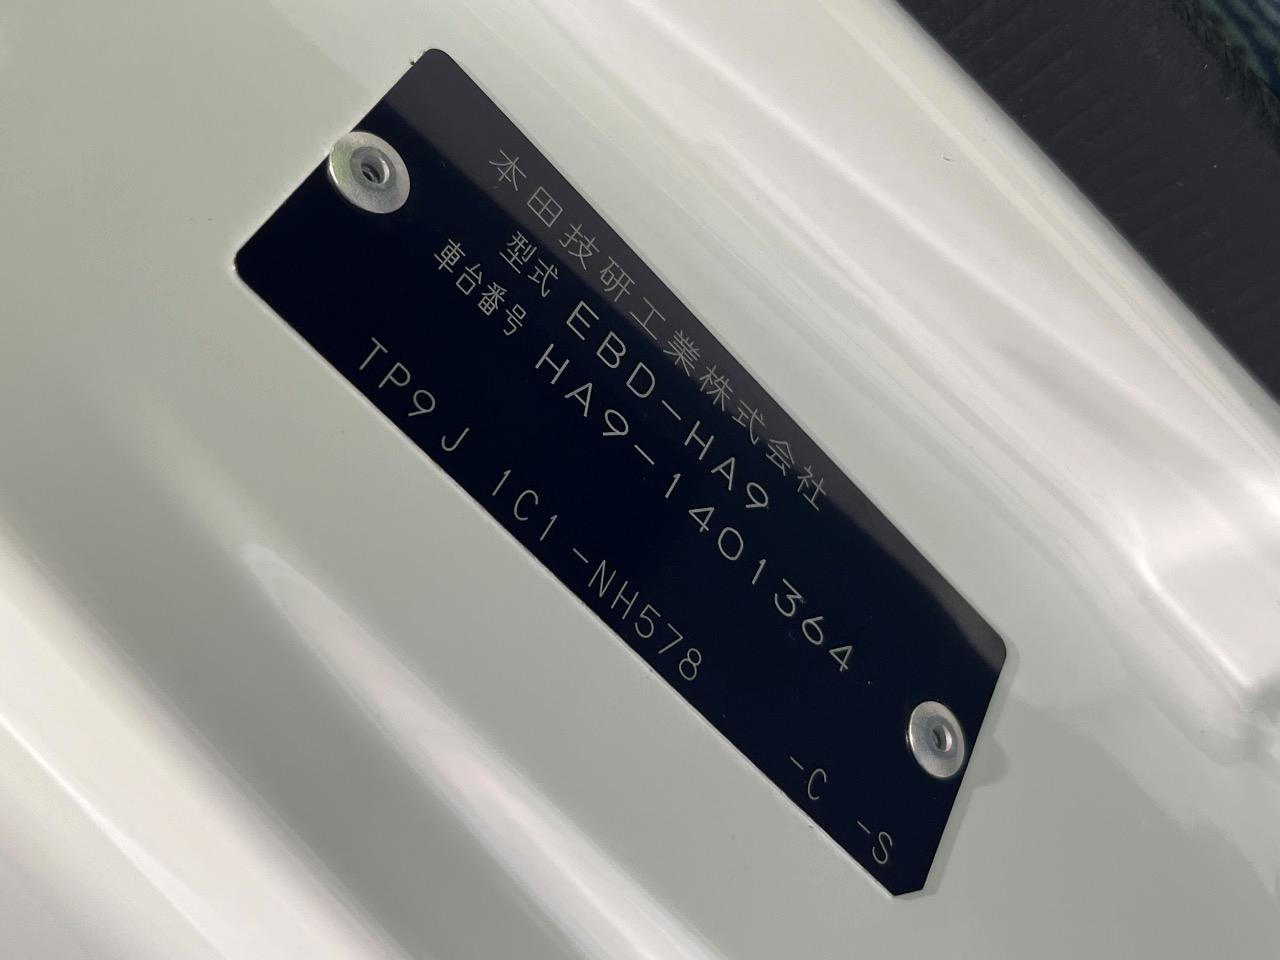 本田技研工業株式会社
型式 EBD-HA9
車台番号 HA9-1401364
TP9J 1C1-NH578 -C -S